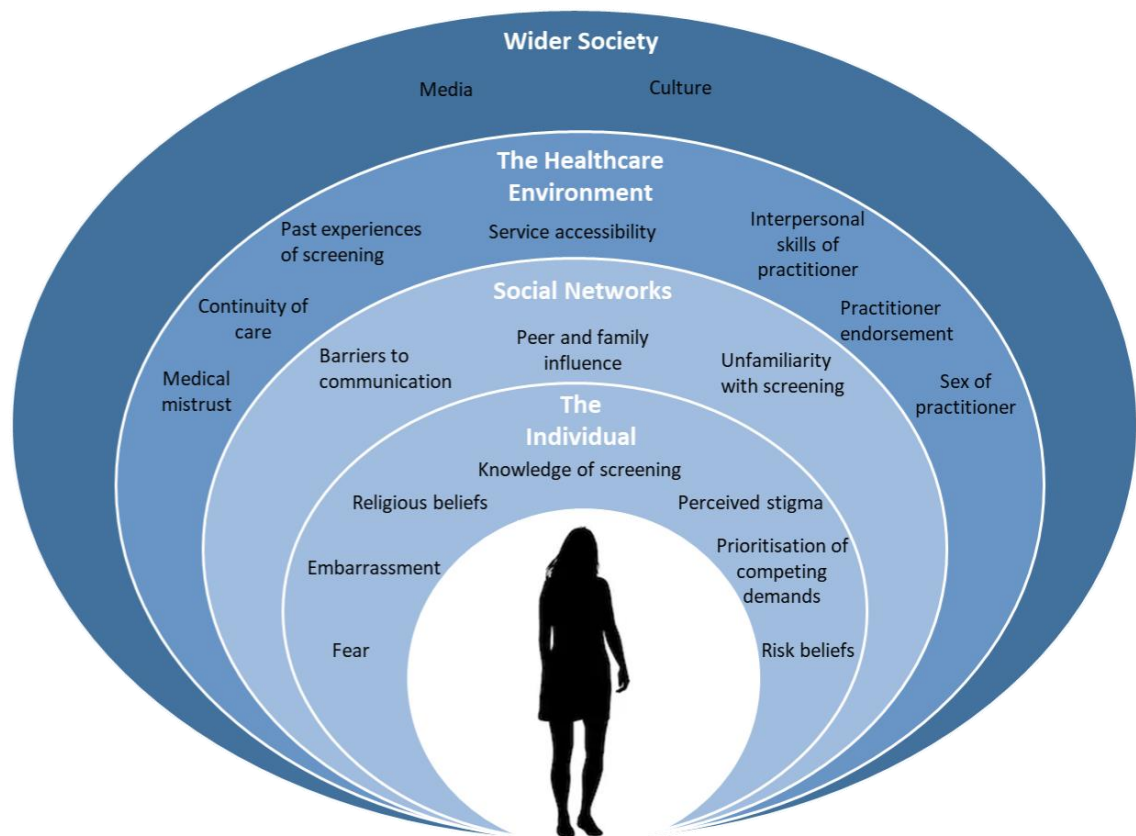 Wider Society
Media
Culture
The Healthcare
Environment
Past experiences
of screening
Service accessibility
Interpersonal
skills of
practitioner
Continuity of
care
Practitioner
endorsement
Medical
mistrust
Sex of
practitioner
Social Networks
Barriers to
communication
Peer and family
influence
Unfamiliarity
with screening
The
Individual
Knowledge of screening
Religious beliefs
Perceived stigma
Embarrassment
Prioritisation of
competing
demands
Fear
Risk beliefs